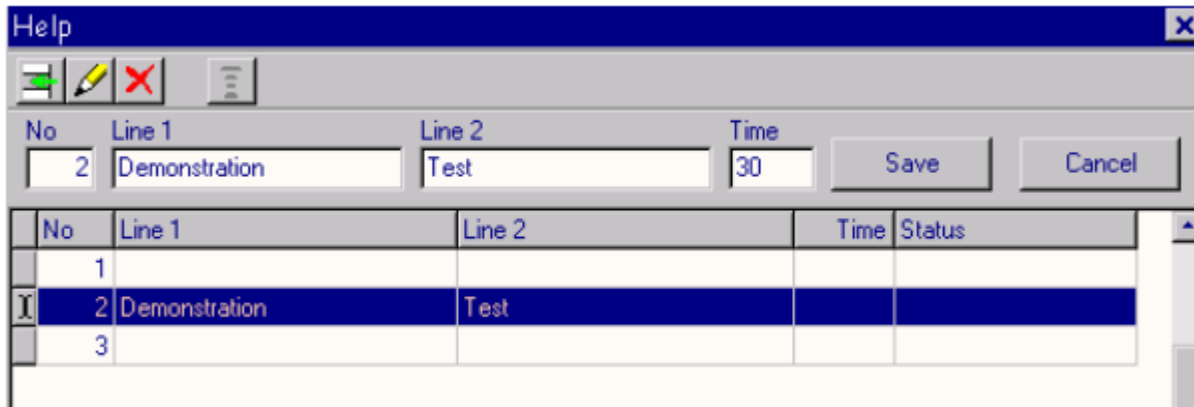 Help
No Line 1 Line 2 Time
2 Demonstration Test 30 Save Cancel
No Line 1 Line 2 Time Status
1
2 Demonstration Test
3